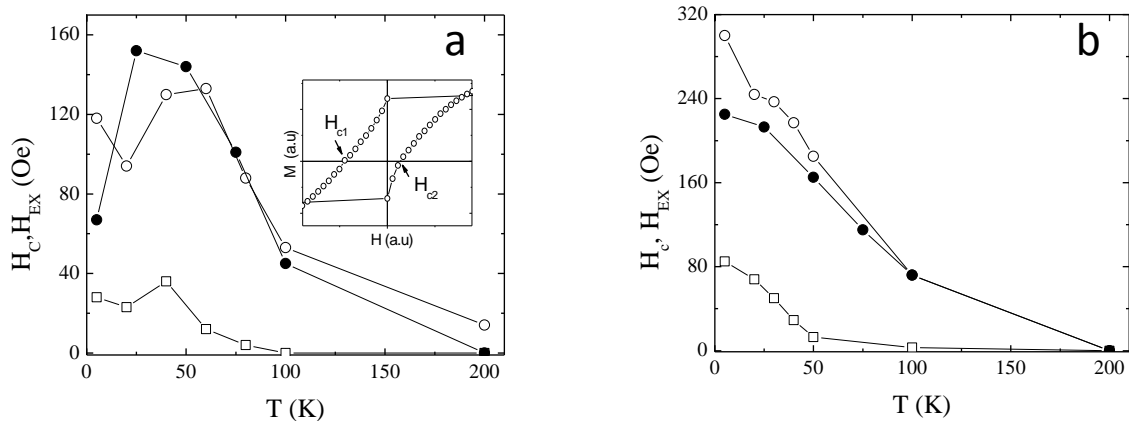 a
160
120
80
40
0
H_C, H_EX (Oe)
0 50 100 150 200
T (K)
M (a.u)
H_c1
H_c2
H (a.u)
b
320
240
160
80
0
H_c, H_EX (Oe)
0 50 100 150 200
T (K)